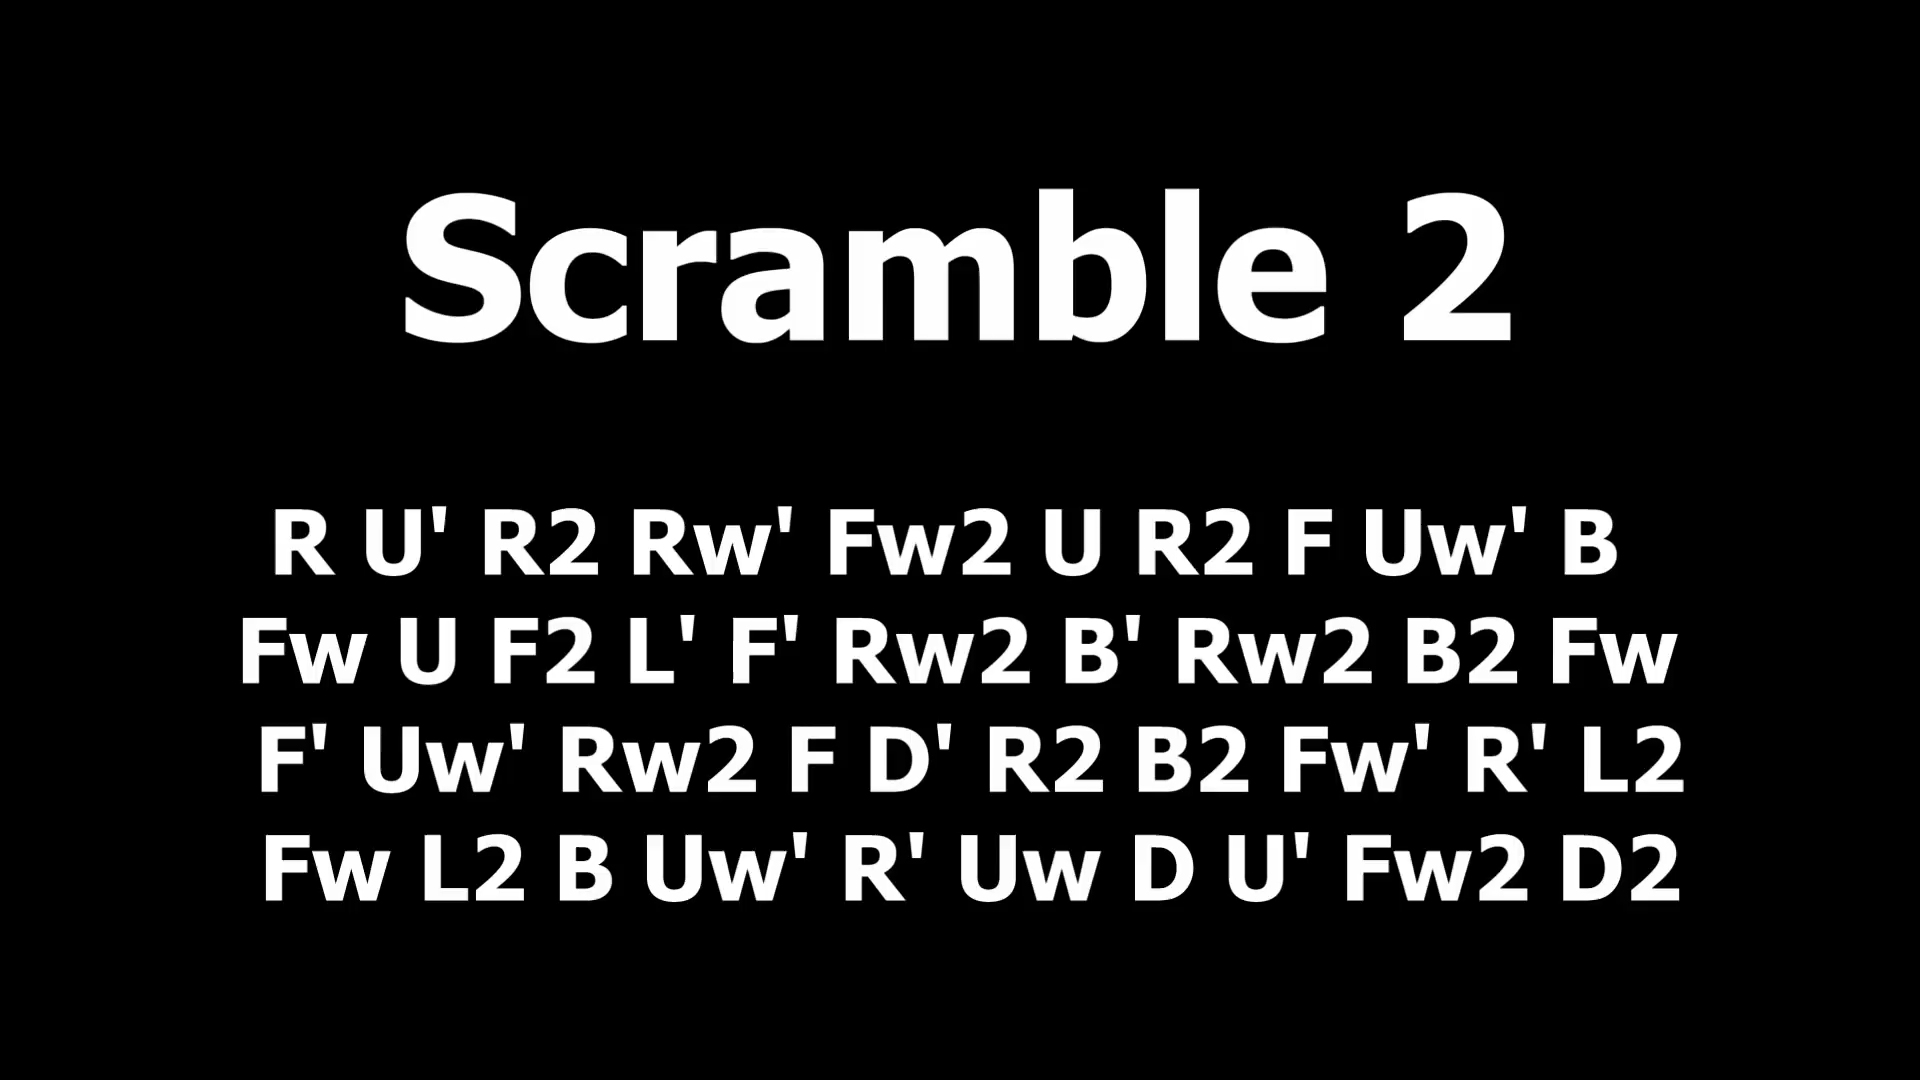 Scramble 2
R U' R2 Rw' Fw2 U R2 F Uw' B
Fw U F2 L' F' Rw2 B' Rw2 B2 Fw
F' Uw' Rw2 F D' R2 B2 Fw' R' L2
Fw L2 B Uw' R' Uw D U' Fw2 D2